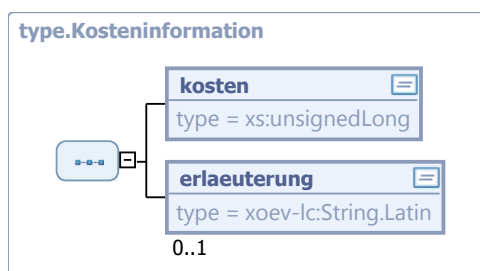 type.Kosteninformation
kosten
type = xs:unsignedLong
erlaeuterung
type = xoev-lc:String.Latin
0..1